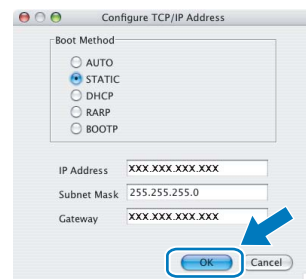 Configure TCP/IP Address
Boot Method
AUTO
STATIC
DHCP
RARP
BOOTP
IP Address XXX.XXX.XXX.XXX
Subnet Mask 255.255.255.0
Gateway XXX.XXX.XXX.XXX
OK Cancel